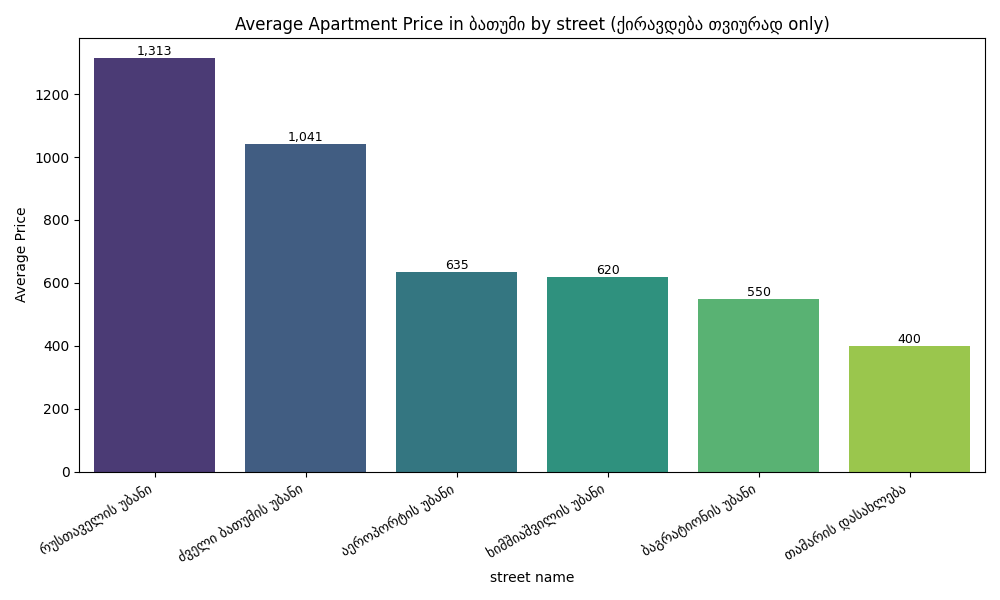 Average Apartment Price in ბათუმი by street (ქირავდება თვიურად only)
1,313
1,041
635
620
550
400
Average Price
1200
1000
800
600
400
200
0
რუსთაველის უბანი
ძველი ბათუმის უბანი
აეროპორტის უბანი
ხიმშიაშვილის უბანი
ბაგრატიონის უბანი
თამარის დასახლება
street name